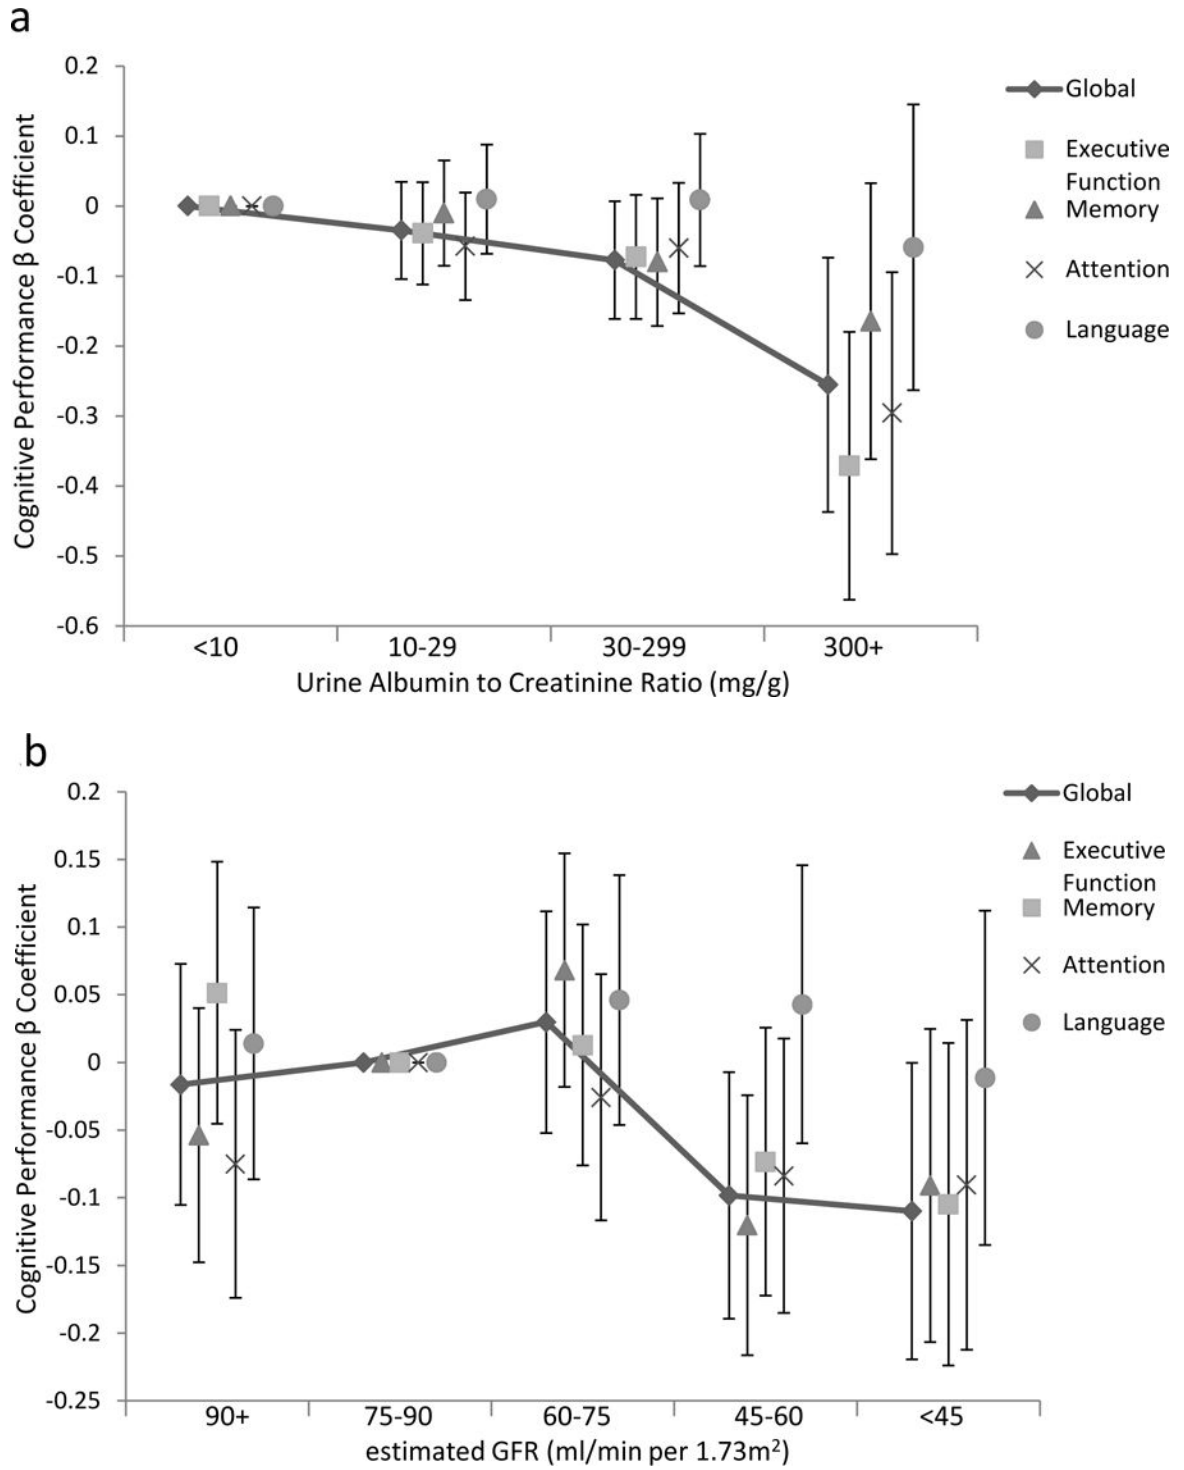 a
Cognitive Performance β Coefficient
0.2
0.1
0
-0.1
-0.2
-0.3
-0.4
-0.5
-0.6
<10 10-29 30-299 300+
Urine Albumin to Creatinine Ratio (mg/g)
Global
Executive
Function
Memory
Attention
Language
b
Cognitive Performance β Coefficient
0.2
0.15
0.1
0.05
0
-0.05
-0.1
-0.15
-0.2
-0.25
90+ 75-90 60-75 45-60 <45
estimated GFR (ml/min per 1.73m²)
Global
Executive
Function
Memory
Attention
Language